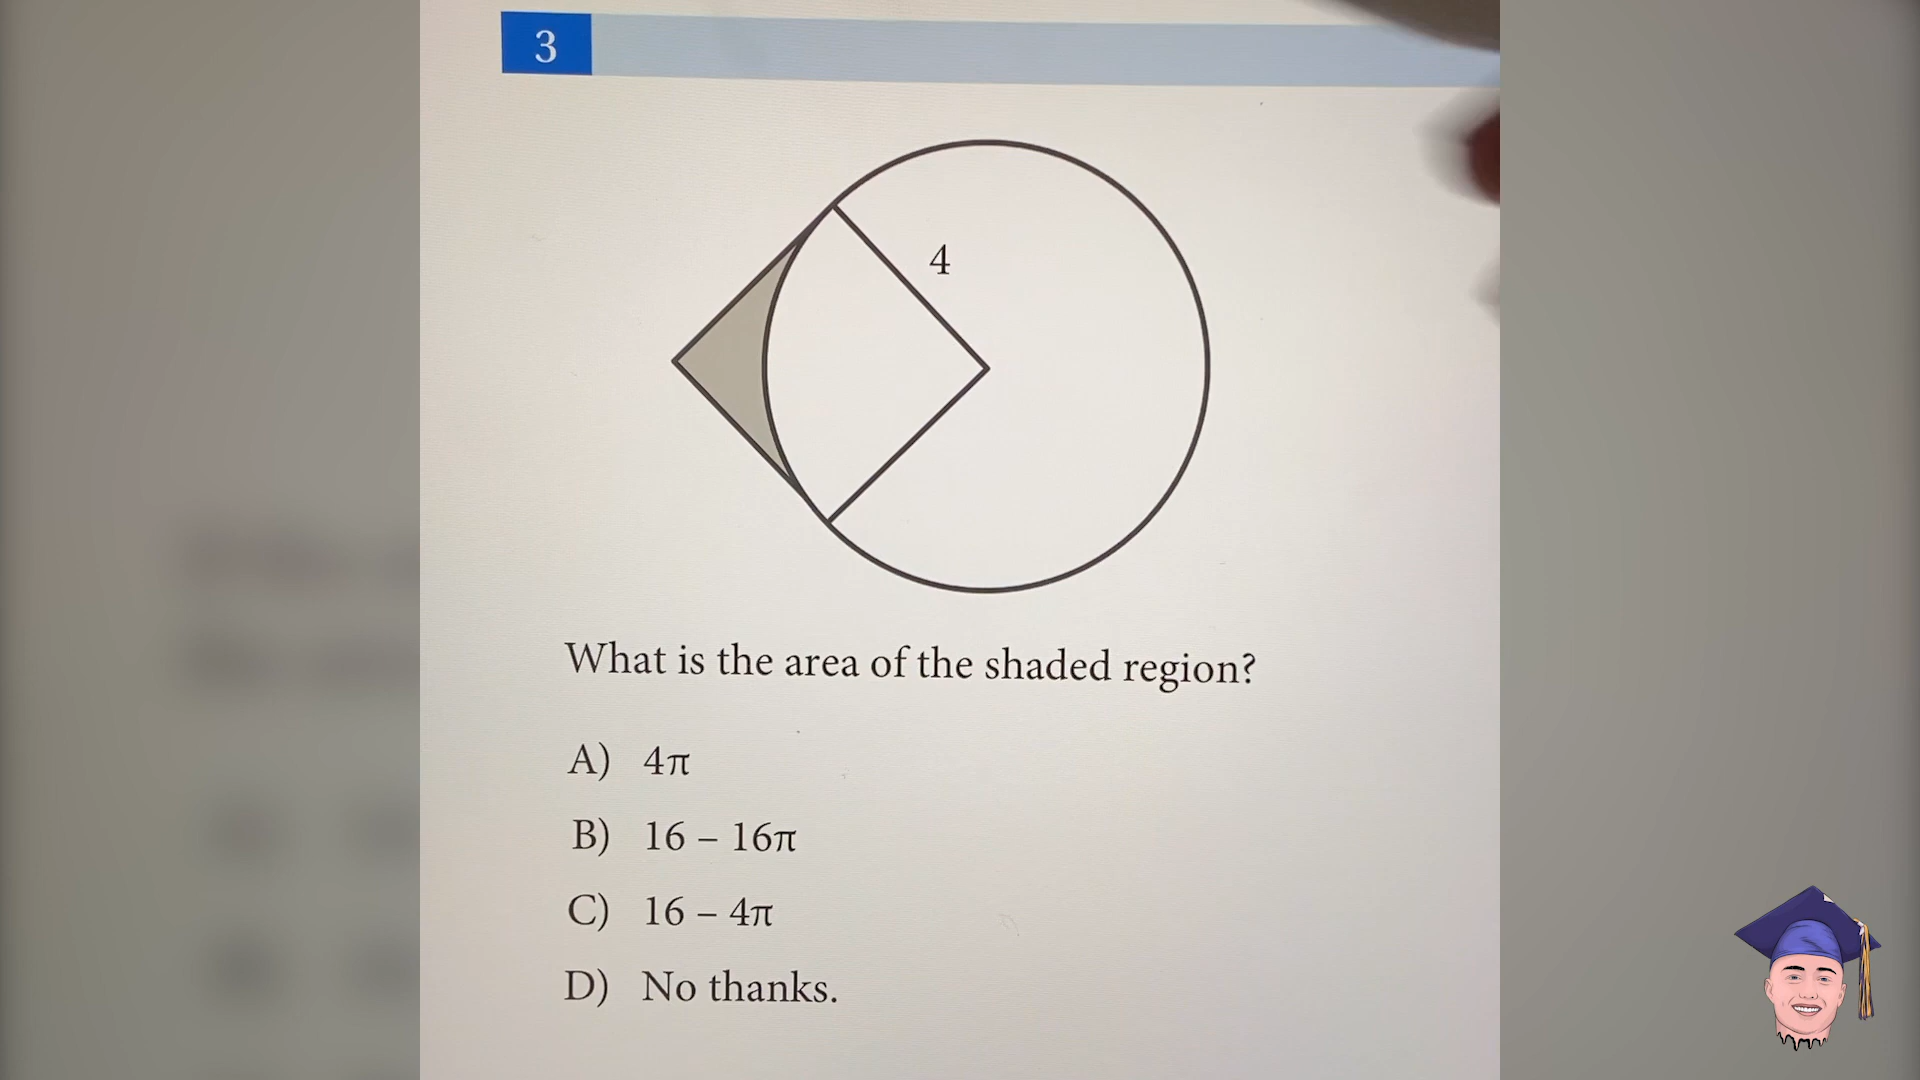 3
4
What is the area of the shaded region?
A) 4π
B) 16 – 16π
C) 16 – 4π
D) No thanks.